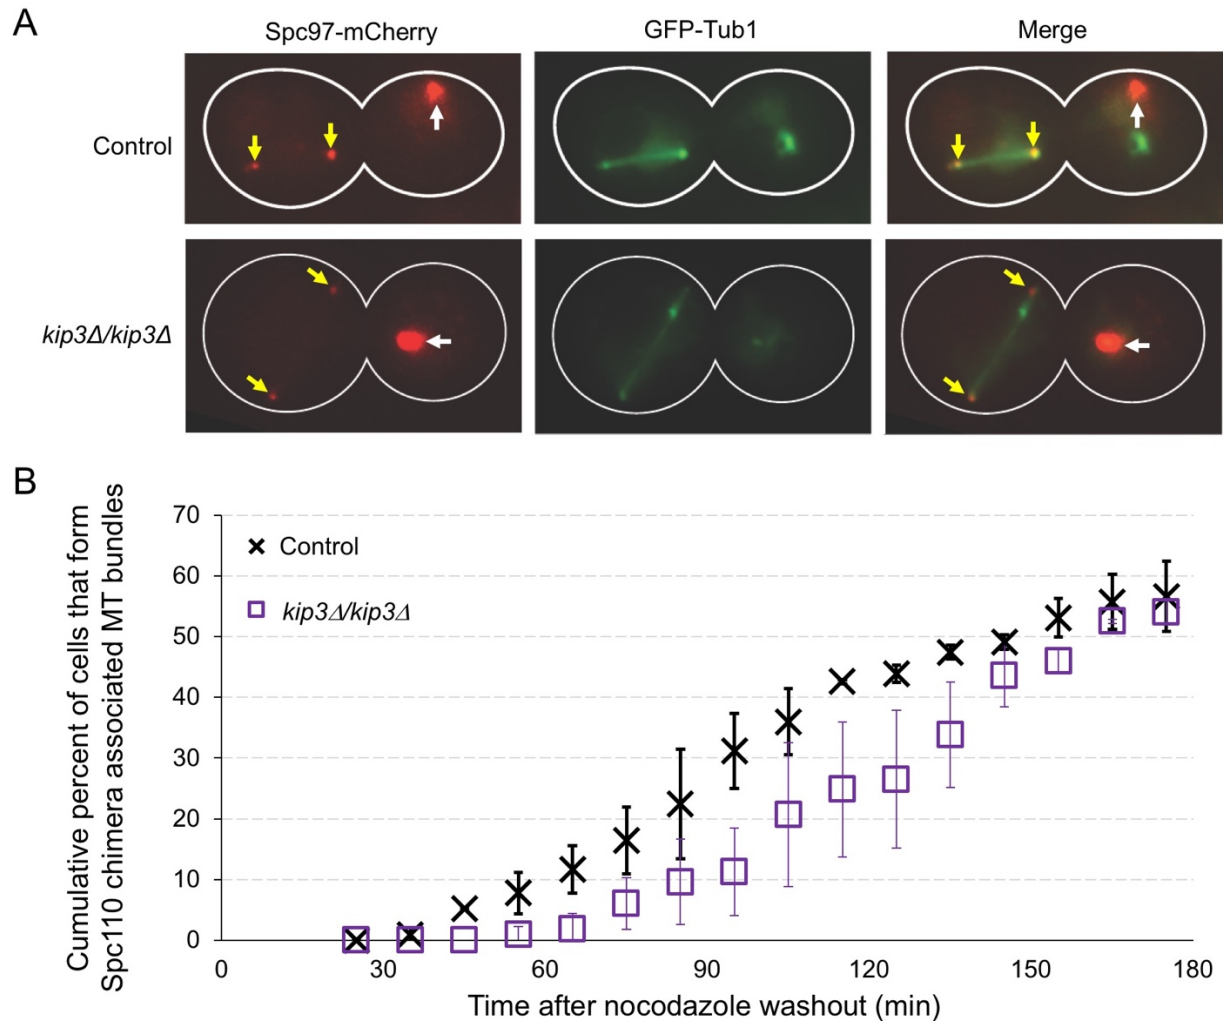 A
Spc97-mCherry
GFP-Tub1
Merge
Control
kip3Δ/kip3Δ
B
Cumulative percent of cells that form
Spc110 chimera associated MT bundles
70
60
50
40
30
20
10
0
Control
kip3Δ/kip3Δ
0 30 60 90 120 150 180
Time after nocodazole washout (min)